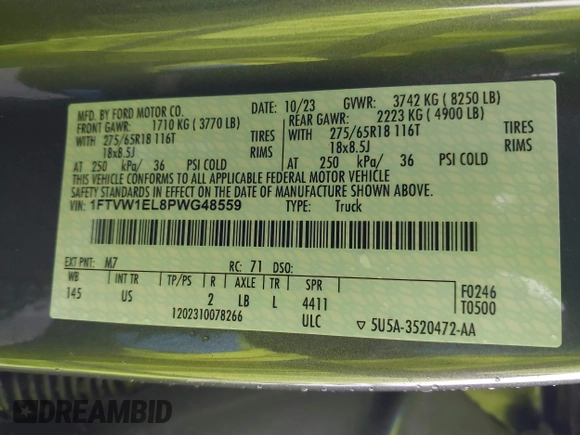 MFD. BY FORD MOTOR CO.
DATE: 10/23 GVWR: 3742 KG ( 8250 LB)
FRONT GAWR: 1710 KG ( 3770 LB)
REAR GAWR: 2223 KG ( 4900 LB)
WITH 275/65R18 116T TIRES
WITH 275/65R18 116T TIRES
18x8.5J RIMS
18x8.5J RIMS
AT 250 kPa/ 36 PSI COLD
AT 250 kPa/ 36 PSI COLD
THIS VEHICLE CONFORMS TO ALL APPLICABLE FEDERAL MOTOR VEHICLE
SAFETY STANDARDS IN EFFECT ON THE DATE OF MANUFACTURE SHOWN ABOVE.
VIN: 1FTVW1EL8PWG48559 TYPE: Truck
EXT PNT: M7 RC: 71 DSO:
WB INT TR TP/PS R AXLE TR SPR F0246
145 US 2 LB L 4411 T0500
1202310078266 ULC ▽ 5U5A-3520472-AA
DREAMBID